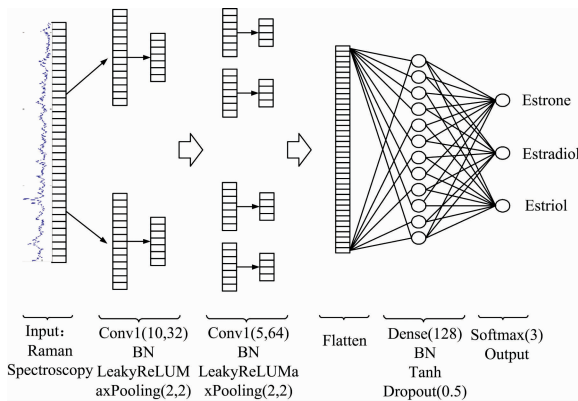 Estrone
Estradiol
Estriol
Input:
Raman
Spectroscopy
Conv1(10,32)
BN
LeakyReLUM
axPooling(2,2)
Conv1(5,64)
BN
LeakyReLUMa
xPooling(2,2)
Flatten
Dense(128)
BN
Tanh
Dropout(0.5)
Softmax(3)
Output